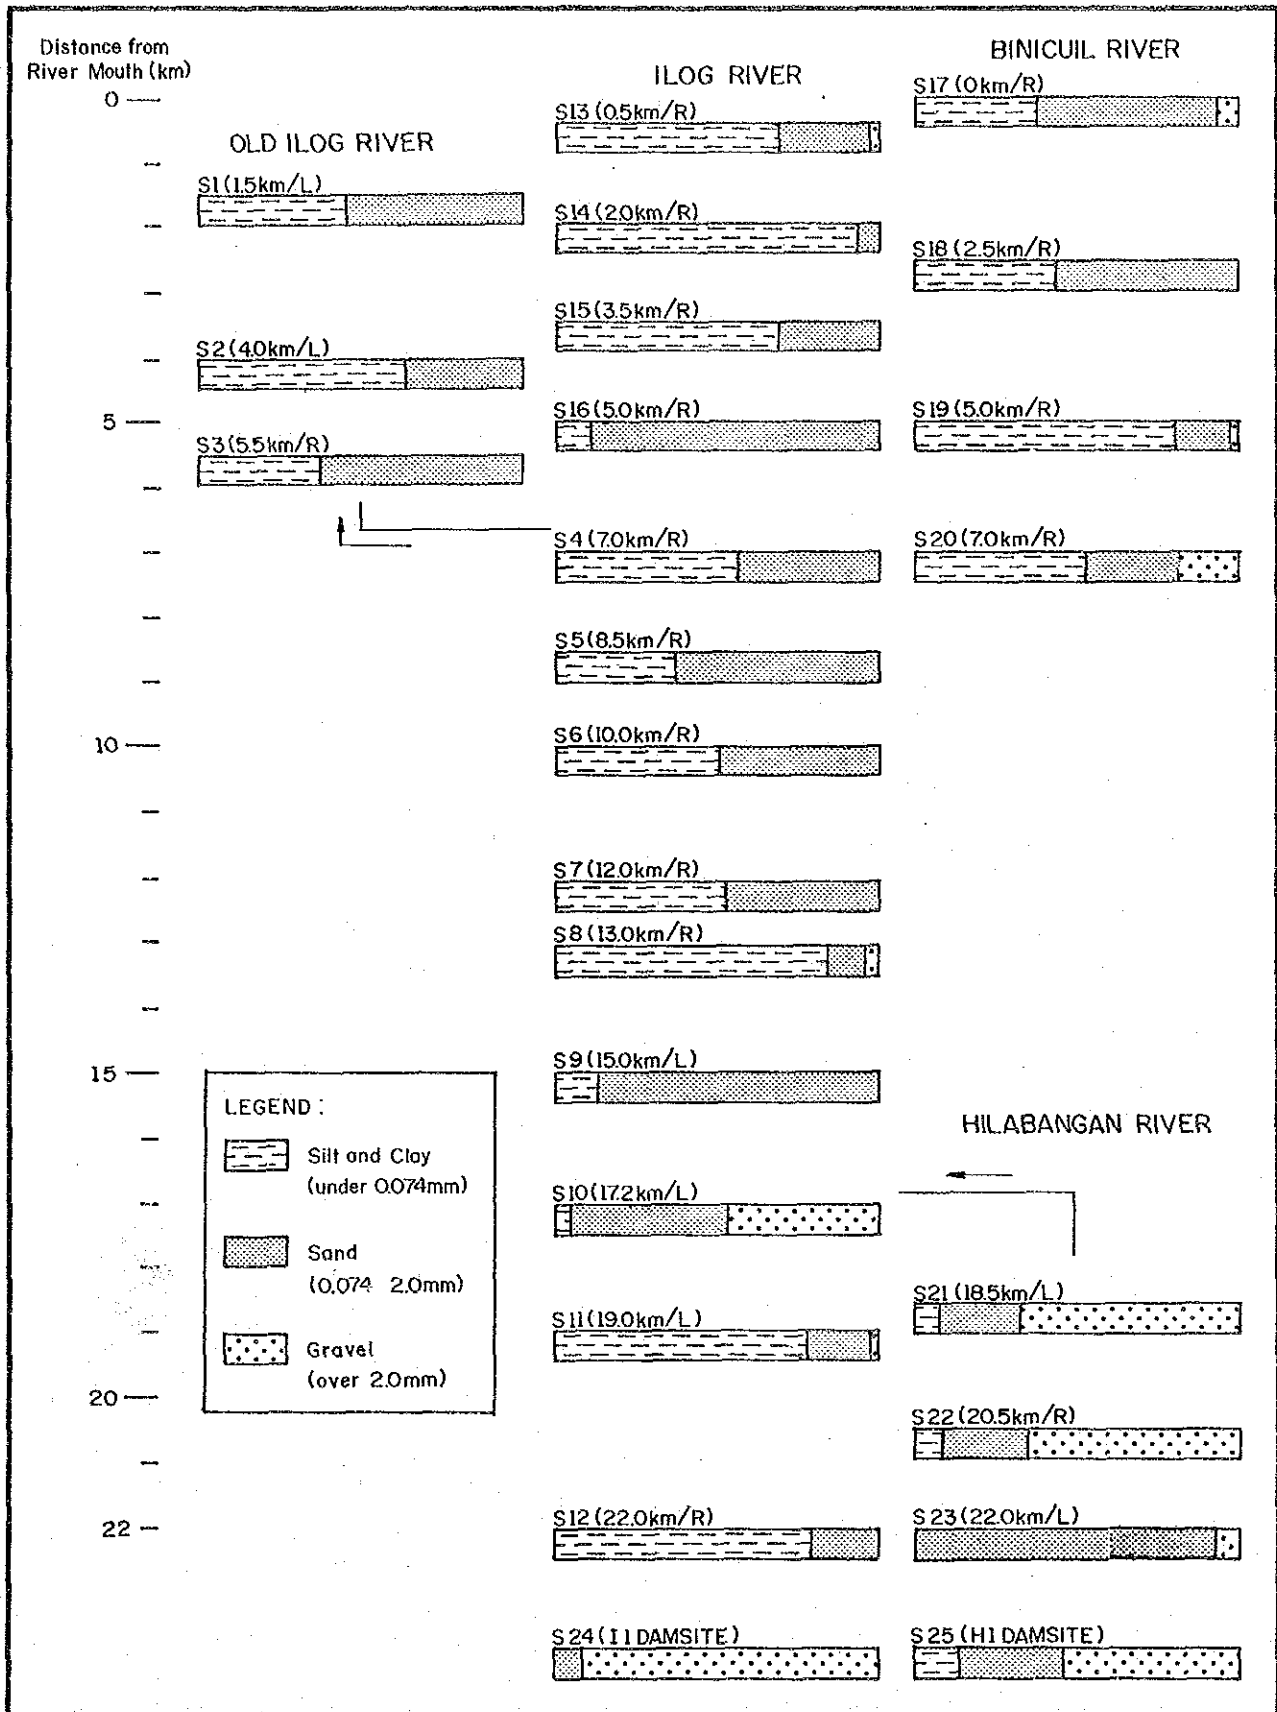 Distance from
River Mouth (km)
0
5
10
15
20
22
OLD ILOG RIVER
S1 (1.5km/L)
S2 (4.0km/L)
S3 (5.5km/R)
ILOG RIVER
S13 (0.5km/R)
S14 (2.0km/R)
S15 (3.5km/R)
S16 (5.0km/R)
S4 (7.0km/R)
S5 (8.5km/R)
S6 (10.0km/R)
S7 (12.0km/R)
S8 (13.0km/R)
S9 (15.0km/L)
S10 (17.2km/L)
S11 (19.0km/L)
S12 (22.0km/R)
S24 (I1 DAMSITE)
BINICUIL RIVER
S17 (0km/R)
S18 (2.5km/R)
S19 (5.0km/R)
S20 (7.0km/R)
HILABANGAN RIVER
S21 (18.5km/L)
S22 (20.5km/R)
S23 (22.0km/L)
S25 (H1 DAMSITE)
LEGEND :
Silt and Clay
(under 0.074mm)
Sand
(0.074 2.0mm)
Gravel
(over 2.0mm)